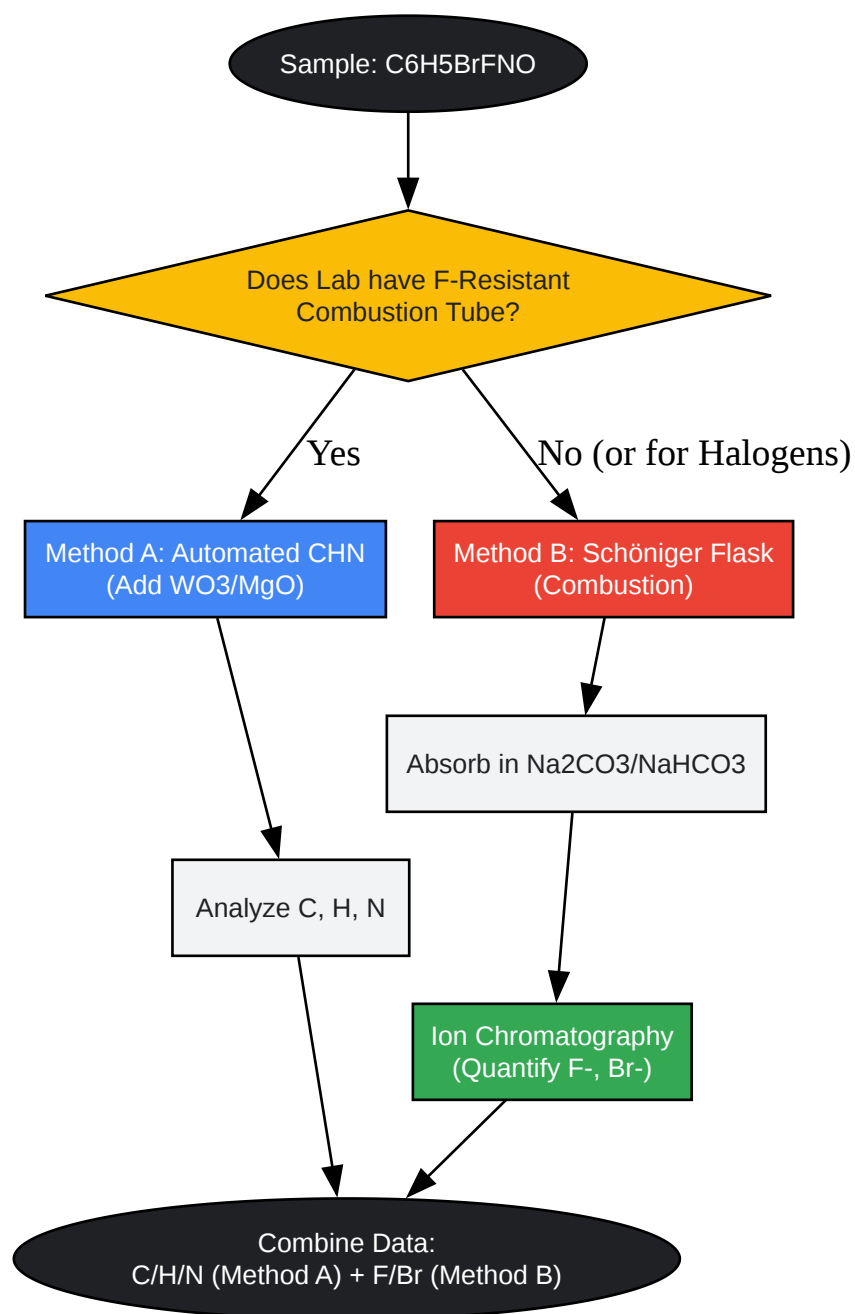 Sample: C6H5BrFNO
Does Lab have F-Resistant
Combustion Tube?
Yes
No (or for Halogens)
Method A: Automated CHN
(Add WO3/MgO)
Method B: Schöniger Flask
(Combustion)
Absorb in Na2CO3/NaHCO3
Analyze C, H, N
Ion Chromatography
(Quantify F-, Br-)
Combine Data:
C/H/N (Method A) + F/Br (Method B)